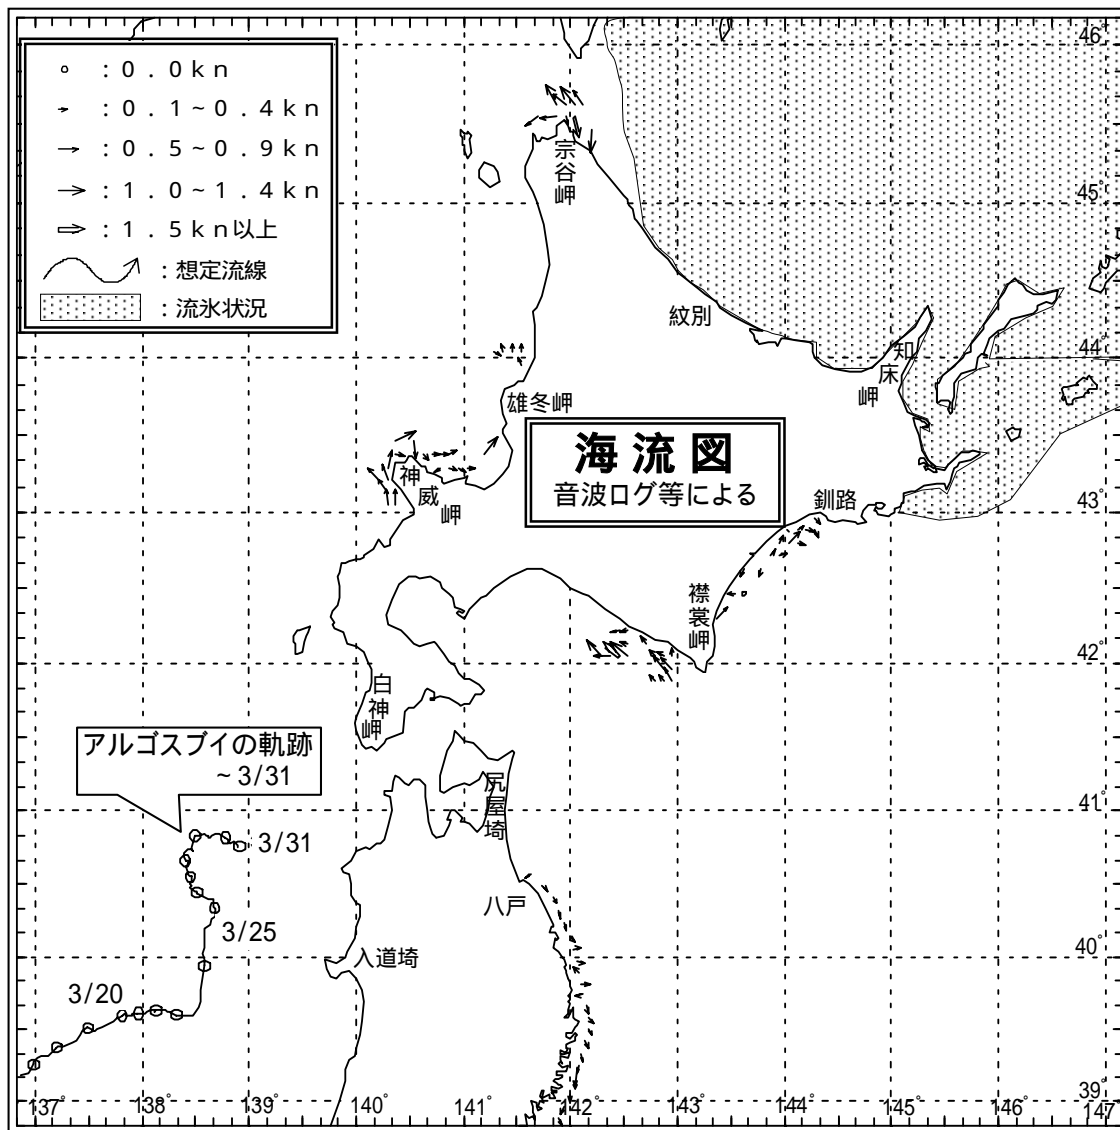 ：０．０ｋｎ
：０．１~０．４ｋｎ
：０．５~０．９ｋｎ
：１．０~１．４ｋｎ
：１．５ｋｎ以上
：想定流線
：流氷状況
46°
45°
44°
43°
42°
41°
40°
39°
宗谷岬
紋別
知床岬
雄冬岬
海流図
音波ログ等による
神威岬
釧路
襟裳岬
白神岬
アルゴスブイの軌跡
~3/31
尻屋埼
3/31
八戸
3/25
入道埼
3/20
137° 138° 139° 140° 141° 142° 143° 144° 145° 146° 147°